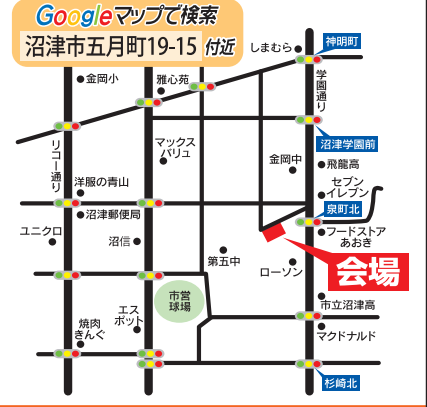 Googleマップで検索
沼津市五月町19-15 付近
しまむら
神明町
金岡小
雅心苑
学園通り
マックス
バリュ
リコー通り
沼津学園前
金岡中
飛龍高
洋服の青山
セブン
イレブン
沼津郵便局
泉町北
ユニクロ
沼信
フードストア
あおき
第五中
ローソン
会場
市営
球場
エス
ポット
市立沼津高
焼肉
きんぐ
マクドナルド
杉崎北